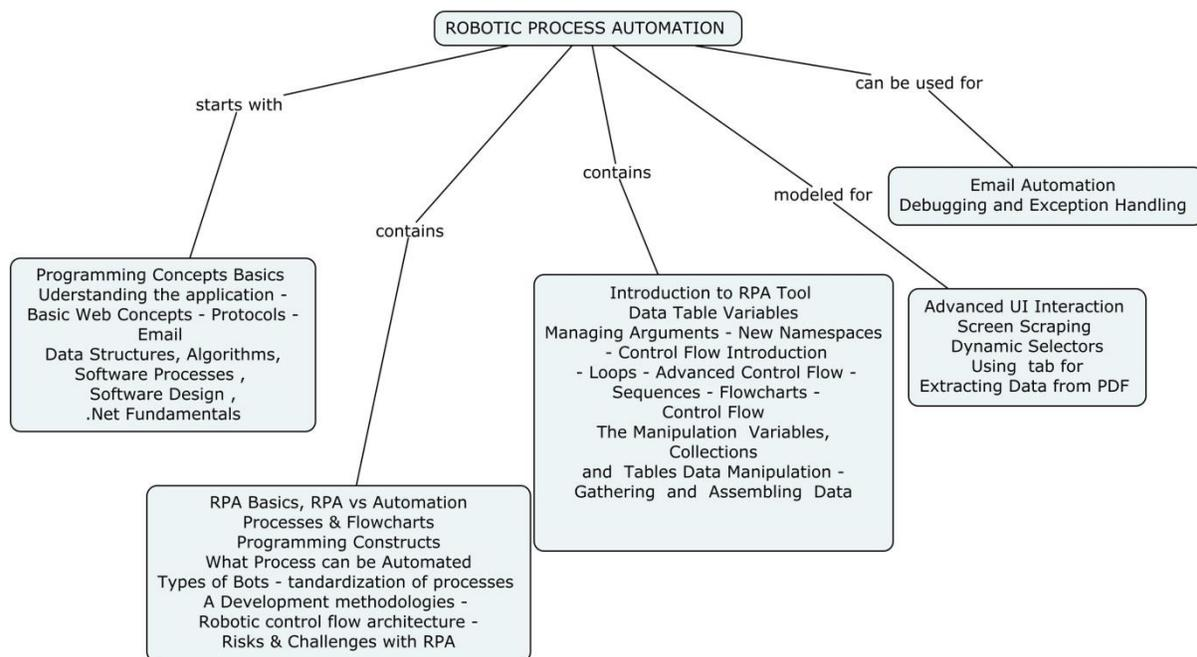 ROBOTIC PROCESS AUTOMATION
starts with
contains
contains
modeled for
can be used for
Programming Concepts Basics
Uderstanding the application -
Basic Web Concepts - Protocols -
Email
Data Structures, Algorithms,
Software Processes ,
Software Design ,
.Net Fundamentals
RPA Basics, RPA vs Automation
Processes & Flowcharts
Programming Constructs
What Process can be Automated
Types of Bots - tandardization of processes
A Development methodologies -
Robotic control flow architecture -
Risks & Challenges with RPA
Introduction to RPA Tool
Data Table Variables
Managing Arguments - New Namespaces
- Control Flow Introduction
- Loops - Advanced Control Flow -
Sequences - Flowcharts -
Control Flow
The Manipulation Variables,
Collections
and Tables Data Manipulation -
Gathering and Assembling Data
Advanced UI Interaction
Screen Scraping
Dynamic Selectors
Using tab for
Extracting Data from PDF
Email Automation
Debugging and Exception Handling